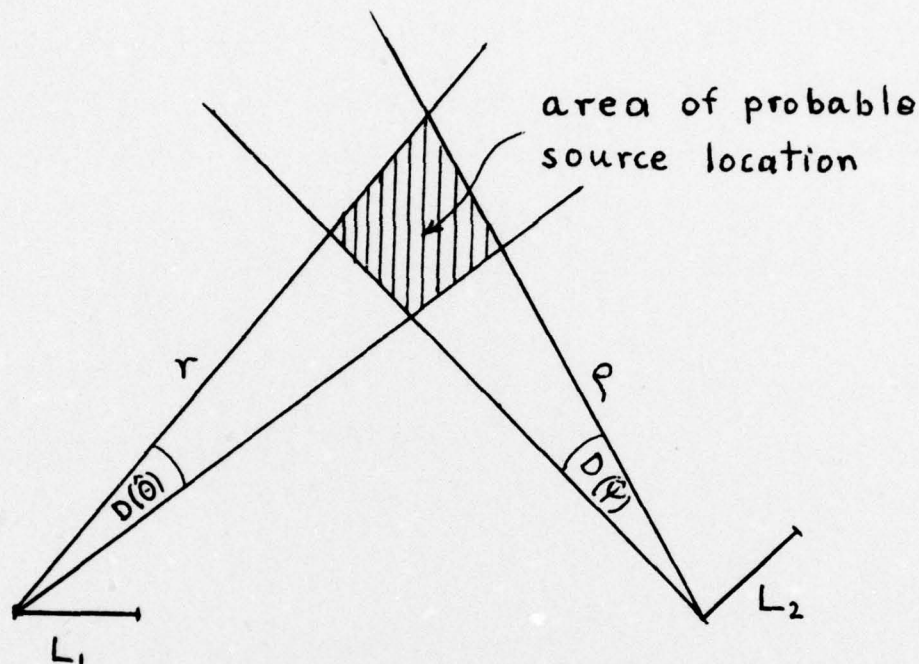 area of probable
source location
r
ρ
D(θ̂)
D(ψ̂)
L₁
L₂